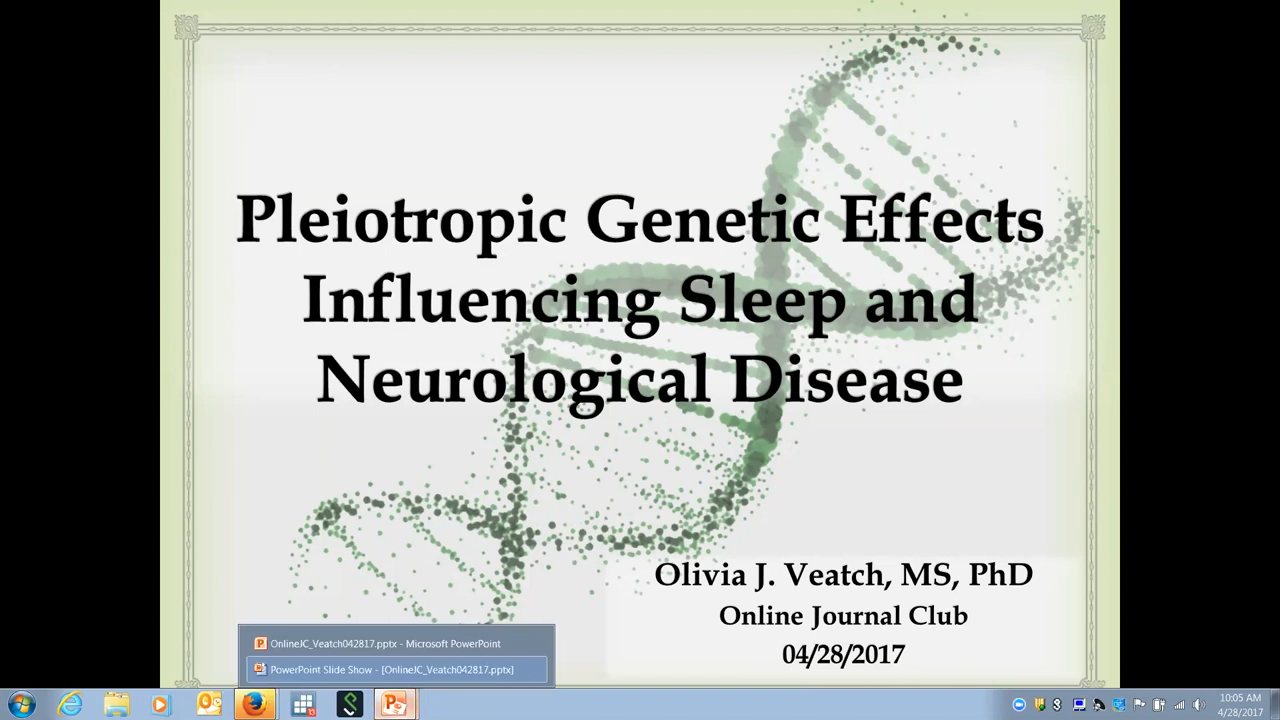 Pleiotropic Genetic Effects
Influencing Sleep and
Neurological Disease
Olivia J. Veatch, MS, PhD
Online Journal Club
04/28/2017
OnlineJC_Veatch042817.pptx - Microsoft PowerPoint
PowerPoint Slide Show - [OnlineJC_Veatch042817.pptx]
10:05 AM
4/28/2017